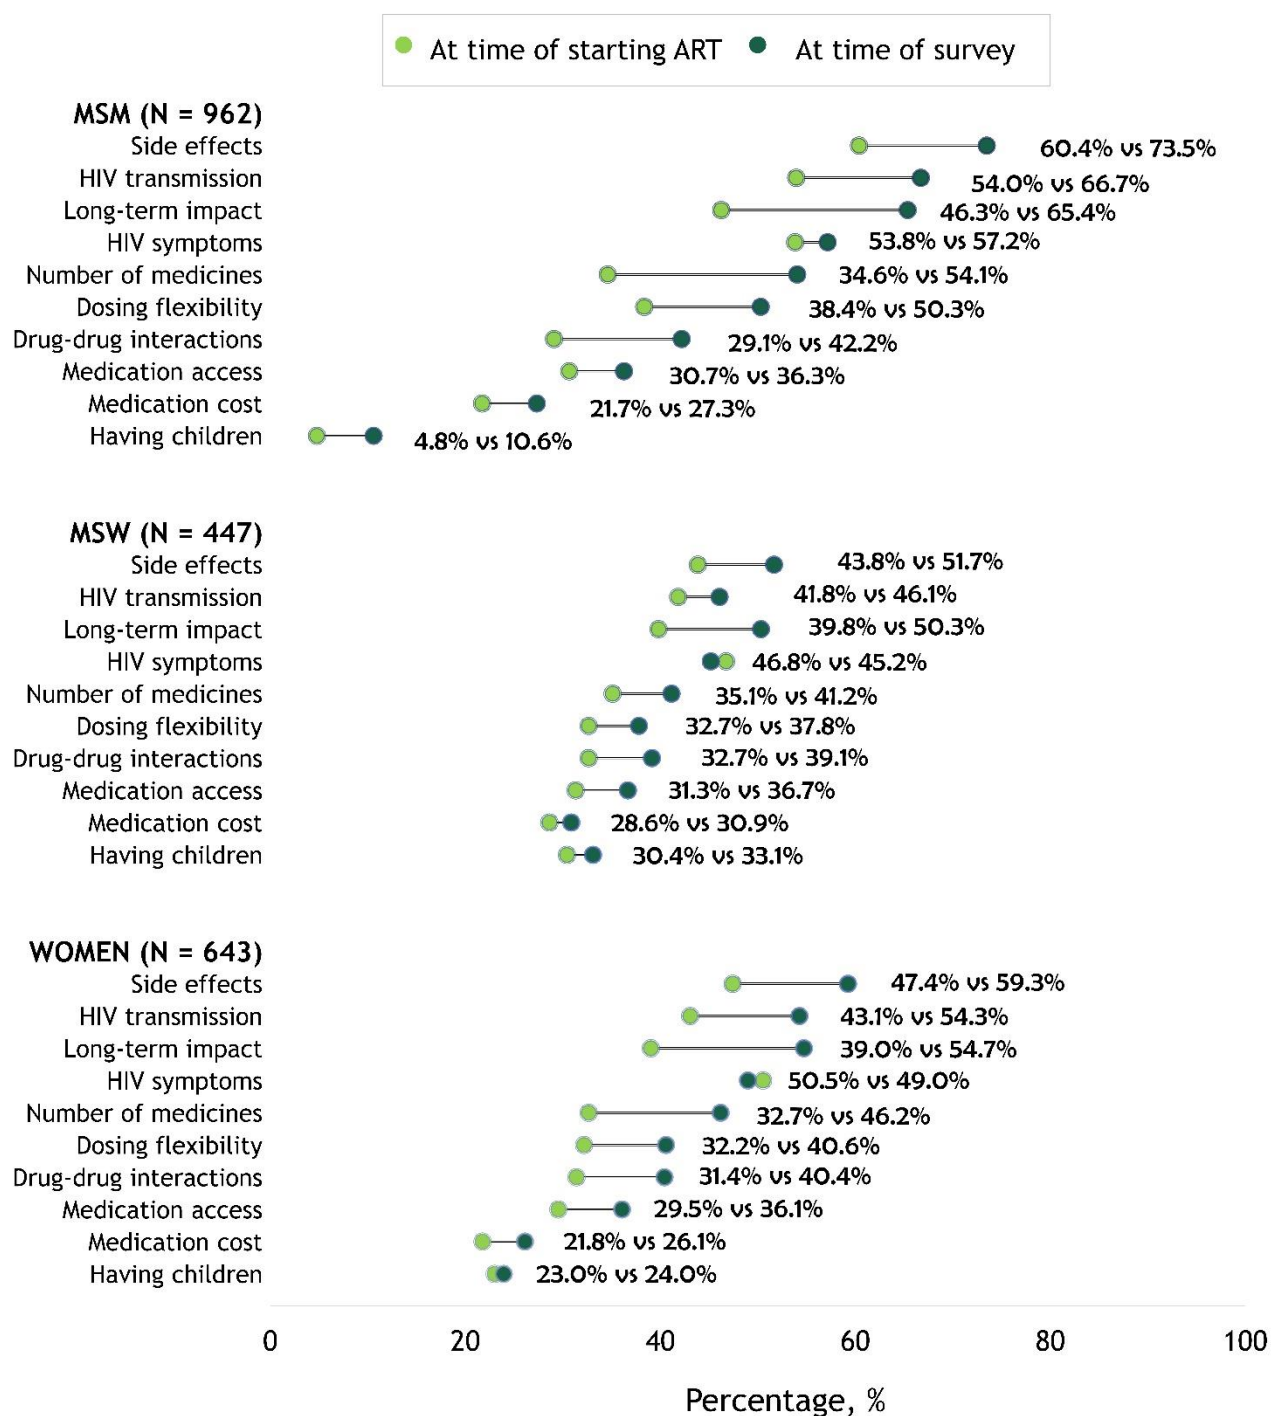 At time of starting ART At time of survey
MSM (N = 962)
Side effects 60.4% vs 73.5%
HIV transmission 54.0% vs 66.7%
Long-term impact 46.3% vs 65.4%
HIV symptoms 53.8% vs 57.2%
Number of medicines 34.6% vs 54.1%
Dosing flexibility 38.4% vs 50.3%
Drug-drug interactions 29.1% vs 42.2%
Medication access 30.7% vs 36.3%
Medication cost 21.7% vs 27.3%
Having children 4.8% vs 10.6%
MSW (N = 447)
Side effects 43.8% vs 51.7%
HIV transmission 41.8% vs 46.1%
Long-term impact 39.8% vs 50.3%
HIV symptoms 46.8% vs 45.2%
Number of medicines 35.1% vs 41.2%
Dosing flexibility 32.7% vs 37.8%
Drug-drug interactions 32.7% vs 39.1%
Medication access 31.3% vs 36.7%
Medication cost 28.6% vs 30.9%
Having children 30.4% vs 33.1%
WOMEN (N = 643)
Side effects 47.4% vs 59.3%
HIV transmission 43.1% vs 54.3%
Long-term impact 39.0% vs 54.7%
HIV symptoms 50.5% vs 49.0%
Number of medicines 32.7% vs 46.2%
Dosing flexibility 32.2% vs 40.6%
Drug-drug interactions 31.4% vs 40.4%
Medication access 29.5% vs 36.1%
Medication cost 21.8% vs 26.1%
Having children 23.0% vs 24.0%
0 20 40 60 80 100
Percentage, %